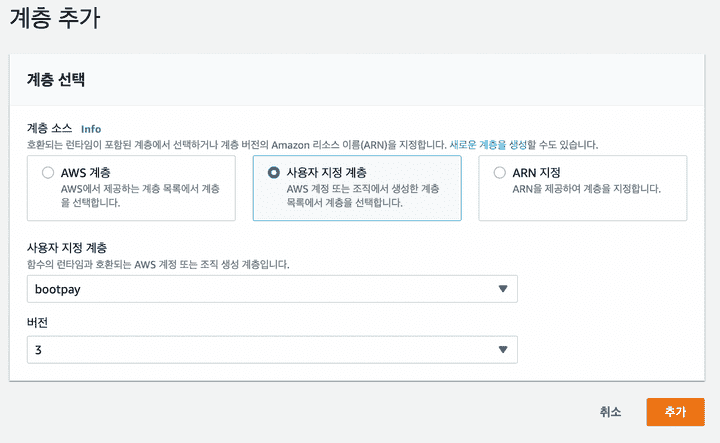 계층 추가
계층 선택
계층 소스 Info
호환되는 런타임이 포함된 계층에서 선택하거나 계층 버전의 Amazon 리소스 이름(ARN)을 지정합니다. 새로운 계층을 생성할 수도 있습니다.
AWS 계층
AWS에서 제공하는 계층 목록에서 계층
을 선택합니다.
사용자 지정 계층
AWS 계정 또는 조직에서 생성한 계층
목록에서 계층을 선택합니다.
ARN 지정
ARN을 제공하여 계층을 지정합니다.
사용자 지정 계층
함수의 런타임과 호환되는 AWS 계정 또는 조직 생성 계층입니다.
bootpay
버전
3
취소
추가